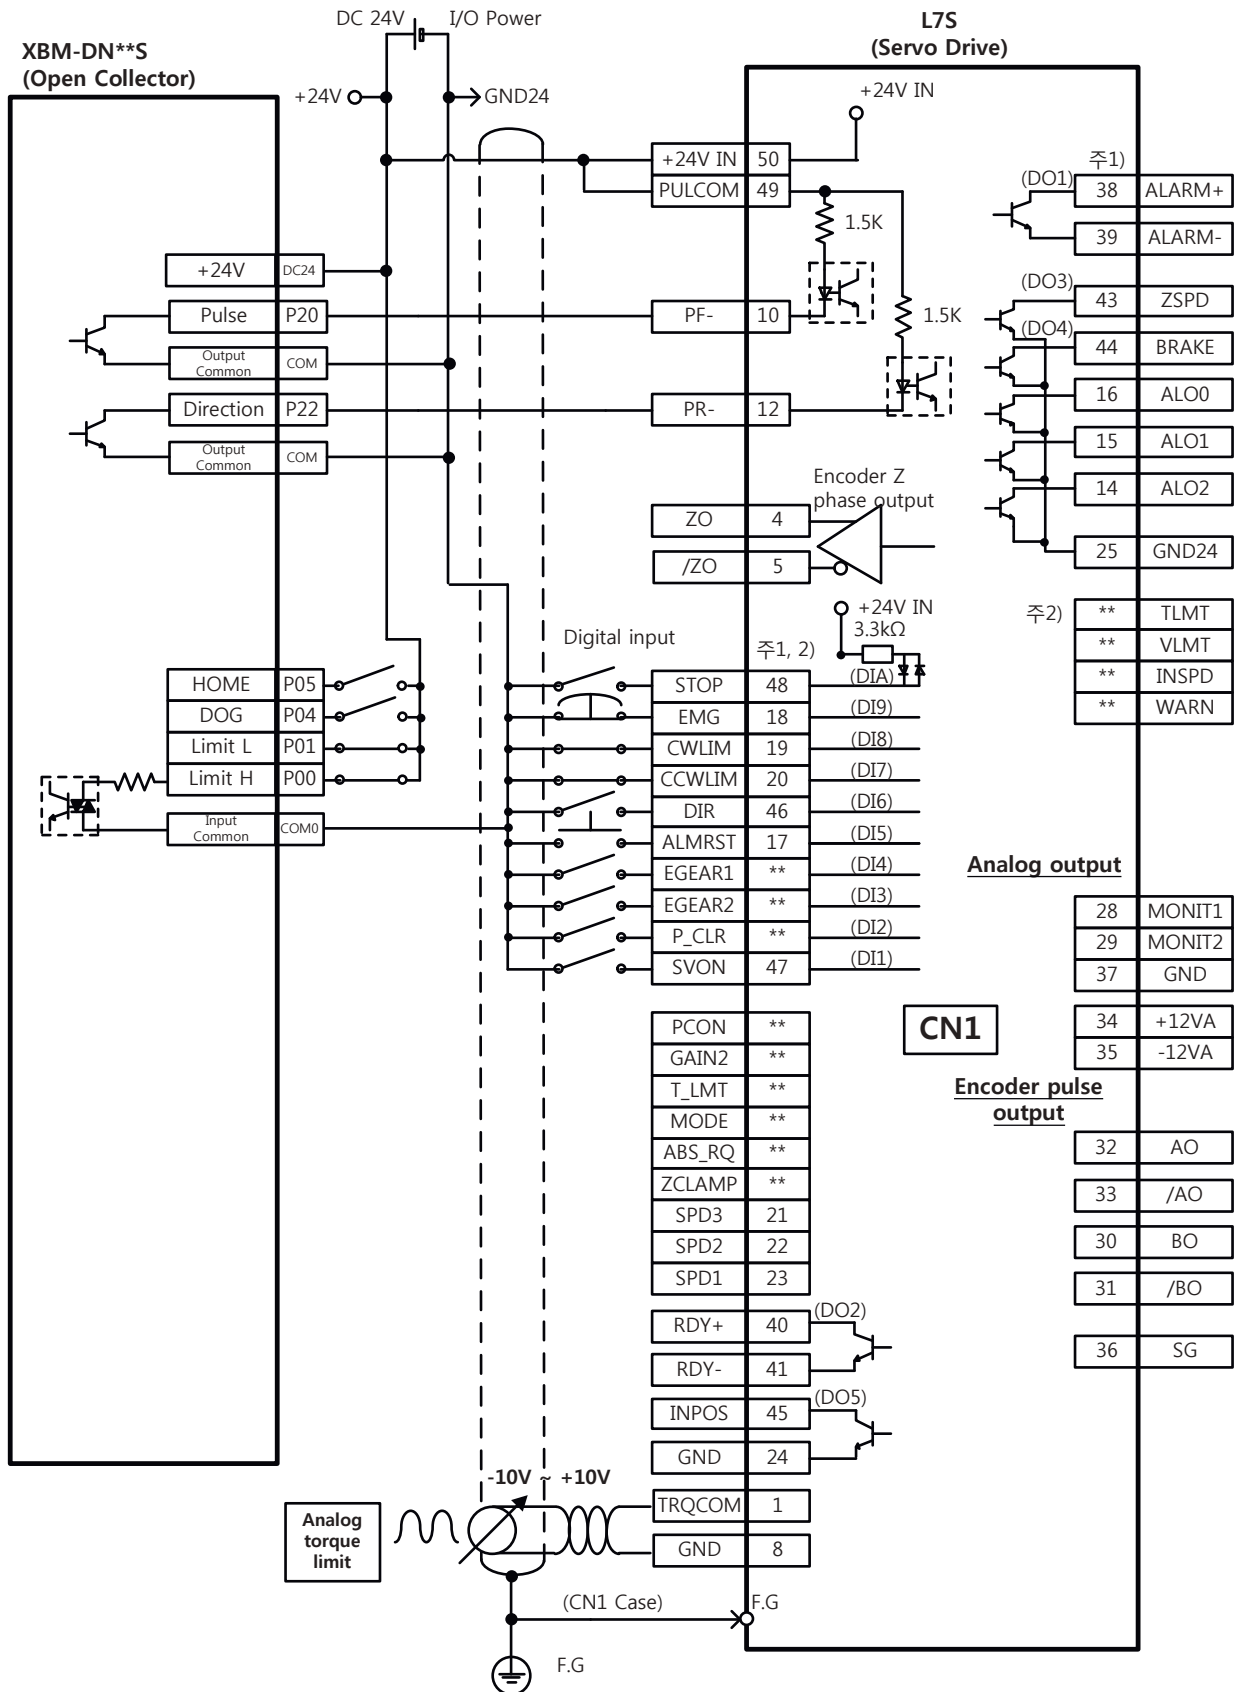 DC 24V
I/O Power
L7S
(Servo Drive)
XBM-DN**S
(Open Collector)
+24V
GND24
+24V IN
+24V IN 50
PULCOM 49
1.5K
1.5K
주1)
(DO1)
38 ALARM+
39 ALARM-
+24V DC24
Pulse P20
Output
Common
COM
Direction P22
Output
Common
COM
PF- 10
PR- 12
(DO3)
43 ZSPD
(DO4)
44 BRAKE
16 ALO0
15 ALO1
14 ALO2
25 GND24
Encoder Z
phase output
ZO 4
/ZO 5
+24V IN
3.3kΩ
주2)
** TLMT
** VLMT
** INSPD
** WARN
Digital input
주1, 2)
HOME P05
DOG P04
Limit L P01
Limit H P00
Input
Common
COM0
STOP 48 (DIA)
EMG 18 (DI9)
CWLIM 19 (DI8)
CCWLIM 20 (DI7)
DIR 46 (DI6)
ALMRST 17 (DI5)
EGEAR1 ** (DI4)
EGEAR2 ** (DI3)
P_CLR ** (DI2)
SVON 47 (DI1)
Analog output
28 MONIT1
29 MONIT2
37 GND
34 +12VA
35 -12VA
CN1
PCON **
GAIN2 **
T_LMT **
MODE **
ABS_RQ **
ZCLAMP **
SPD3 21
SPD2 22
SPD1 23
Encoder pulse
output
32 AO
33 /AO
30 BO
31 /BO
36 SG
RDY+ 40 (DO2)
RDY- 41
INPOS 45 (DO5)
GND 24
-10V ~ +10V
Analog
torque
limit
TRQCOM 1
GND 8
(CN1 Case)
F.G
F.G